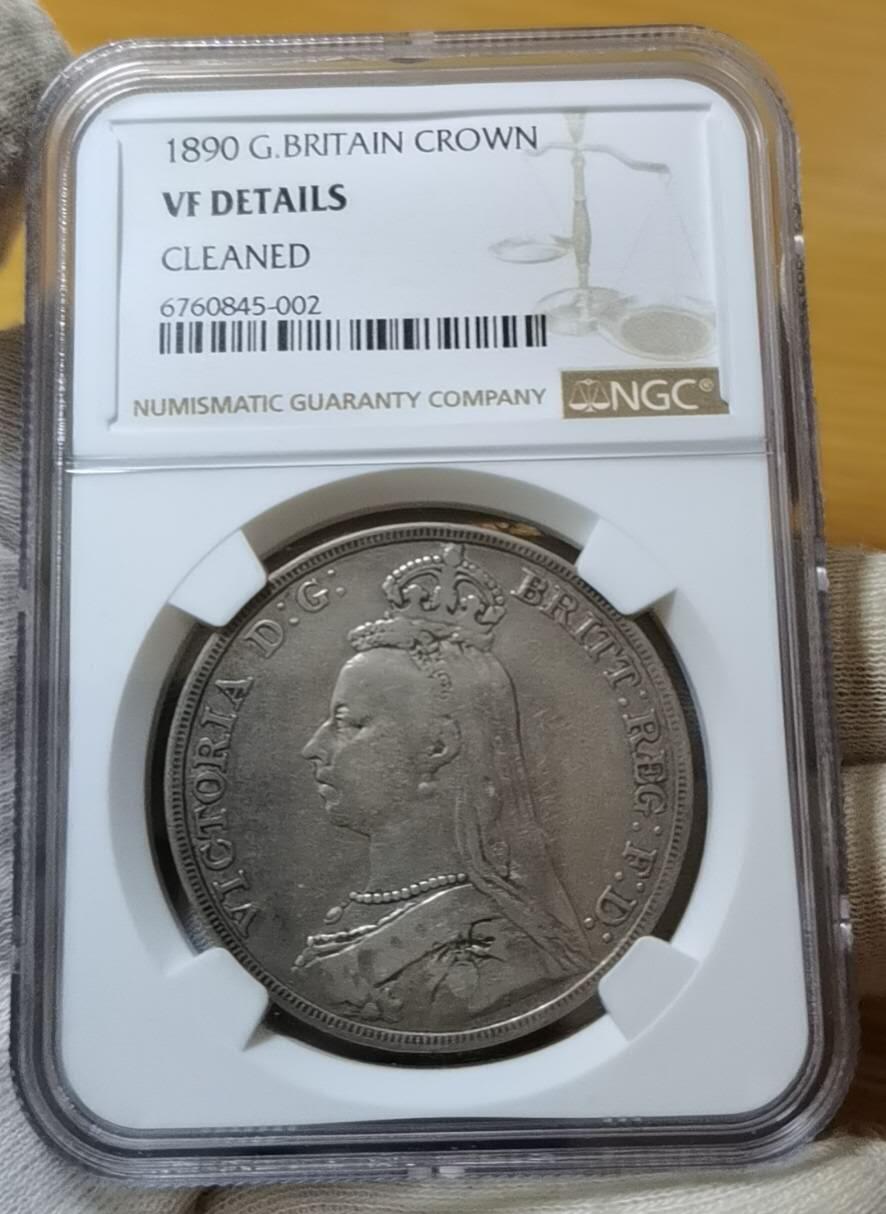 1890 G.BRITAIN CROWN
VF DETAILS
CLEANED
6760845-002
NUMISMATIC GUARANTY COMPANY
NGC®
VICTORIA D:G: BRITT:REG:F:D: